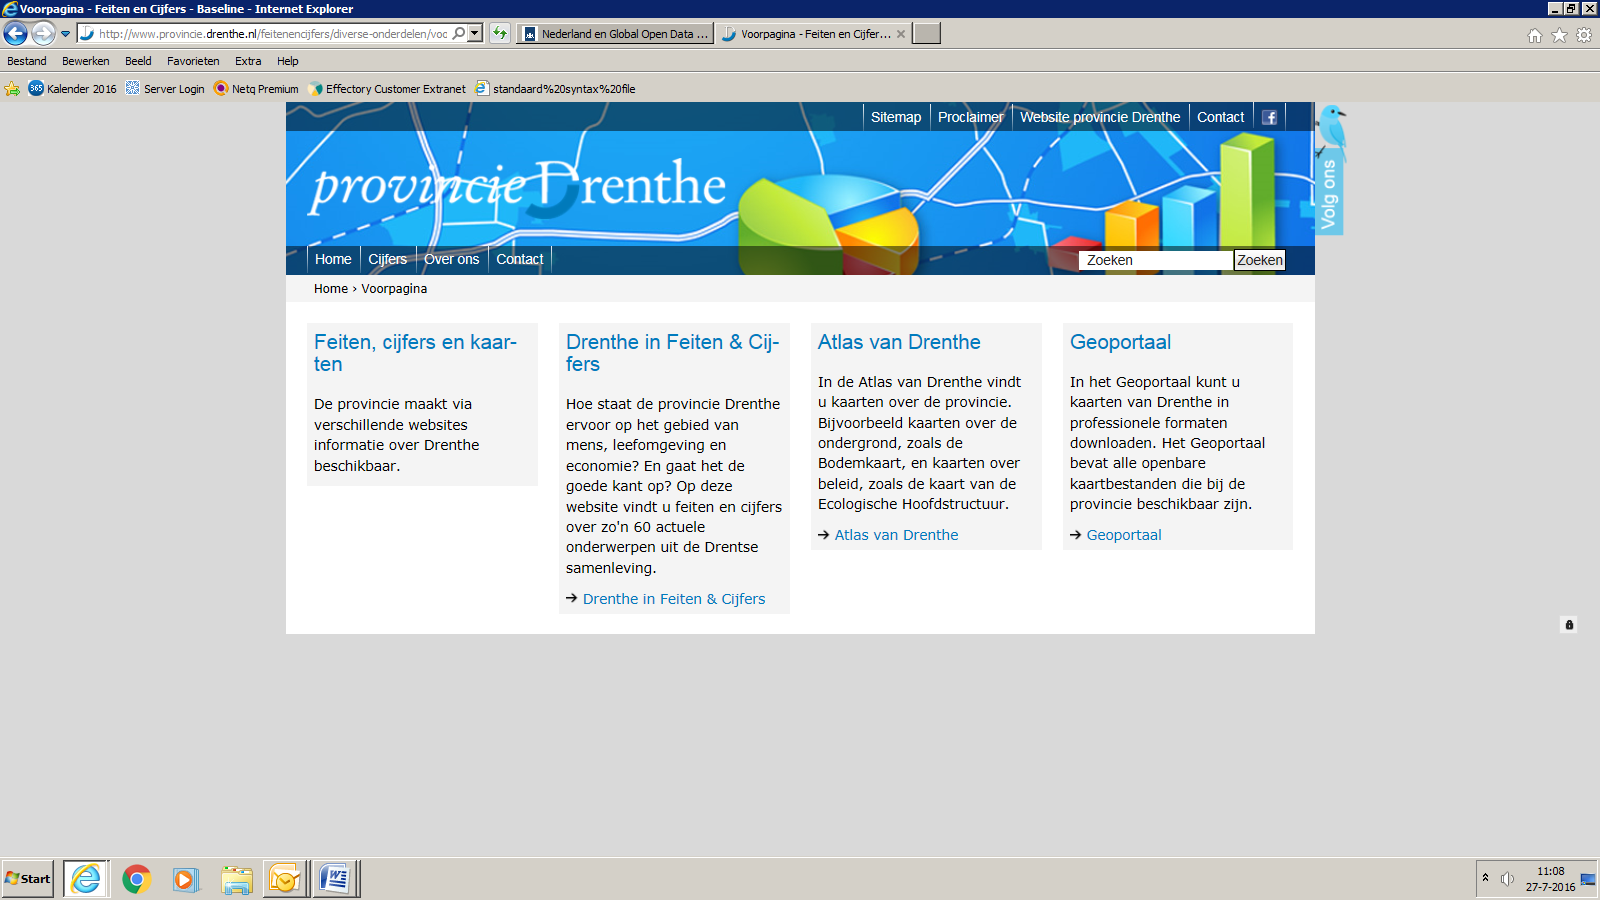 Voorpagina - Feiten en Cijfers - Baseline - Internet Explorer
http://www.provincie.drenthe.nl/feitenencijfers/diverse-onderdelen/voc
Nederland en Global Open Data ...
Voorpagina - Feiten en Cijfer...
Bestand Bewerken Beeld Favorieten Extra Help
365 Kalender 2016 Server Login Netq Premium Effectory Customer Extranet standaard%20syntax%20file
Sitemap Proclaimer Website provincie Drenthe Contact f
provincie Drenthe
Volg ons
Home Cijfers Over ons Contact
Zoeken Zoeken
Home › Voorpagina
Feiten, cijfers en kaar-
ten
De provincie maakt via
verschillende websites
informatie over Drenthe
beschikbaar.
Drenthe in Feiten & Cij-
fers
Hoe staat de provincie Drenthe
ervoor op het gebied van
mens, leefomgeving en
economie? En gaat het de
goede kant op? Op deze
website vindt u feiten en cijfers
over zo'n 60 actuele
onderwerpen uit de Drentse
samenleving.
Drenthe in Feiten & Cijfers
Atlas van Drenthe
In de Atlas van Drenthe vindt
u kaarten over de provincie.
Bijvoorbeeld kaarten over de
ondergrond, zoals de
Bodemkaart, en kaarten over
beleid, zoals de kaart van de
Ecologische Hoofdstructuur.
Atlas van Drenthe
Geoportaal
In het Geoportaal kunt u
kaarten van Drenthe in
professionele formaten
downloaden. Het Geoportaal
bevat alle openbare
kaartbestanden die bij de
provincie beschikbaar zijn.
Geoportaal
Start
11:08
27-7-2016